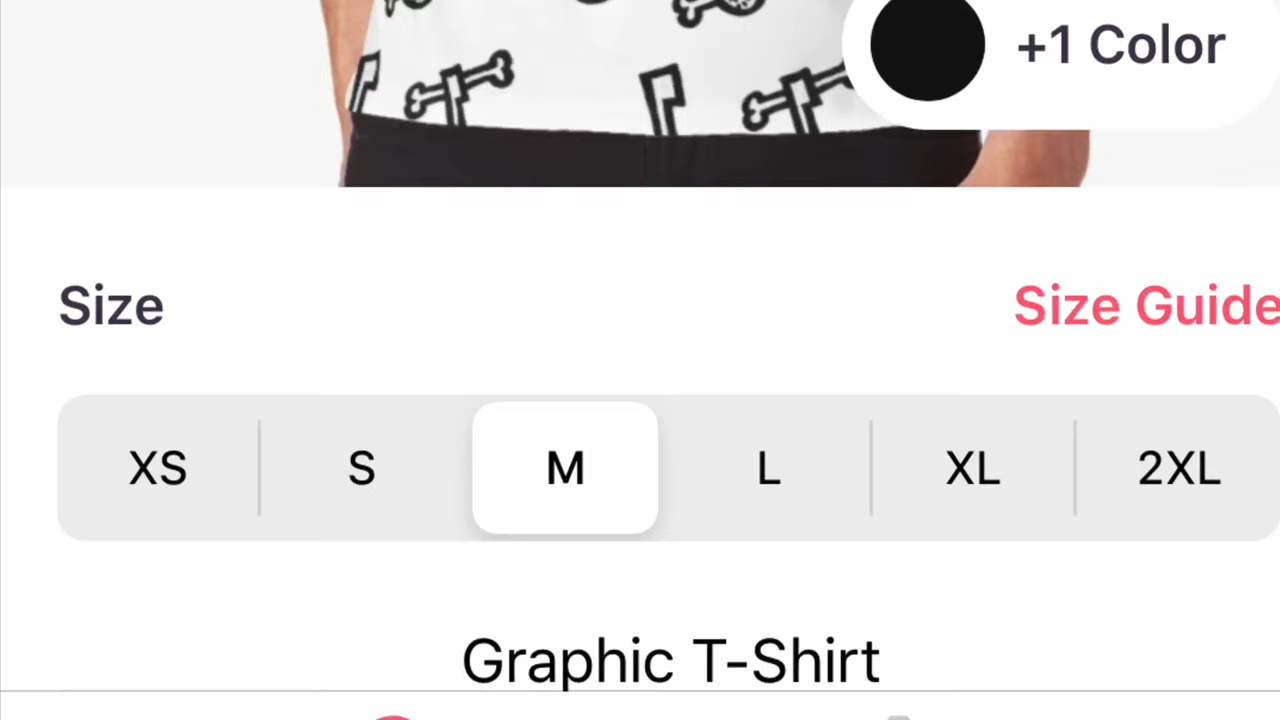 +1 Color
Size
Size Guide
XS S M L XL 2XL
Graphic T-Shirt